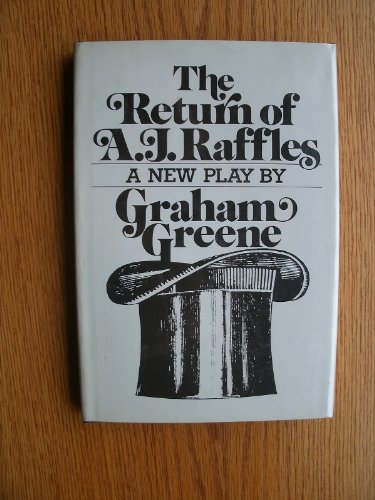 The
Return of
A.J. Raffles
A NEW PLAY BY
Graham
Greene